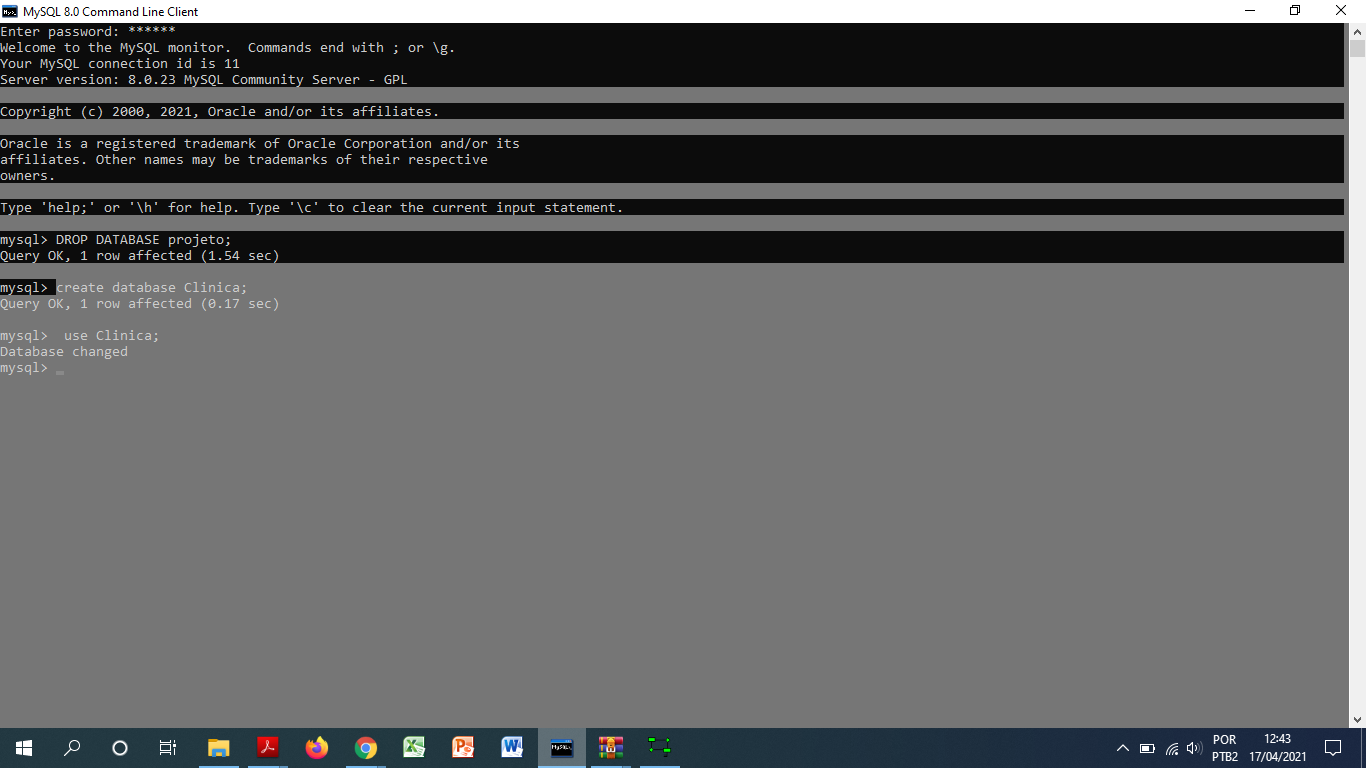 MySQL 8.0 Command Line Client
Enter password: ******
Welcome to the MySQL monitor.  Commands end with ; or \g.
Your MySQL connection id is 11
Server version: 8.0.23 MySQL Community Server - GPL
Copyright (c) 2000, 2021, Oracle and/or its affiliates.
Oracle is a registered trademark of Oracle Corporation and/or its
affiliates. Other names may be trademarks of their respective
owners.
Type 'help;' or '\h' for help. Type '\c' to clear the current input statement.
mysql> DROP DATABASE projeto;
Query OK, 1 row affected (1.54 sec)
mysql> create database Clinica;
Query OK, 1 row affected (0.17 sec)
mysql>  use Clinica;
Database changed
mysql> _
POR 12:43
PTB2 17/04/2021